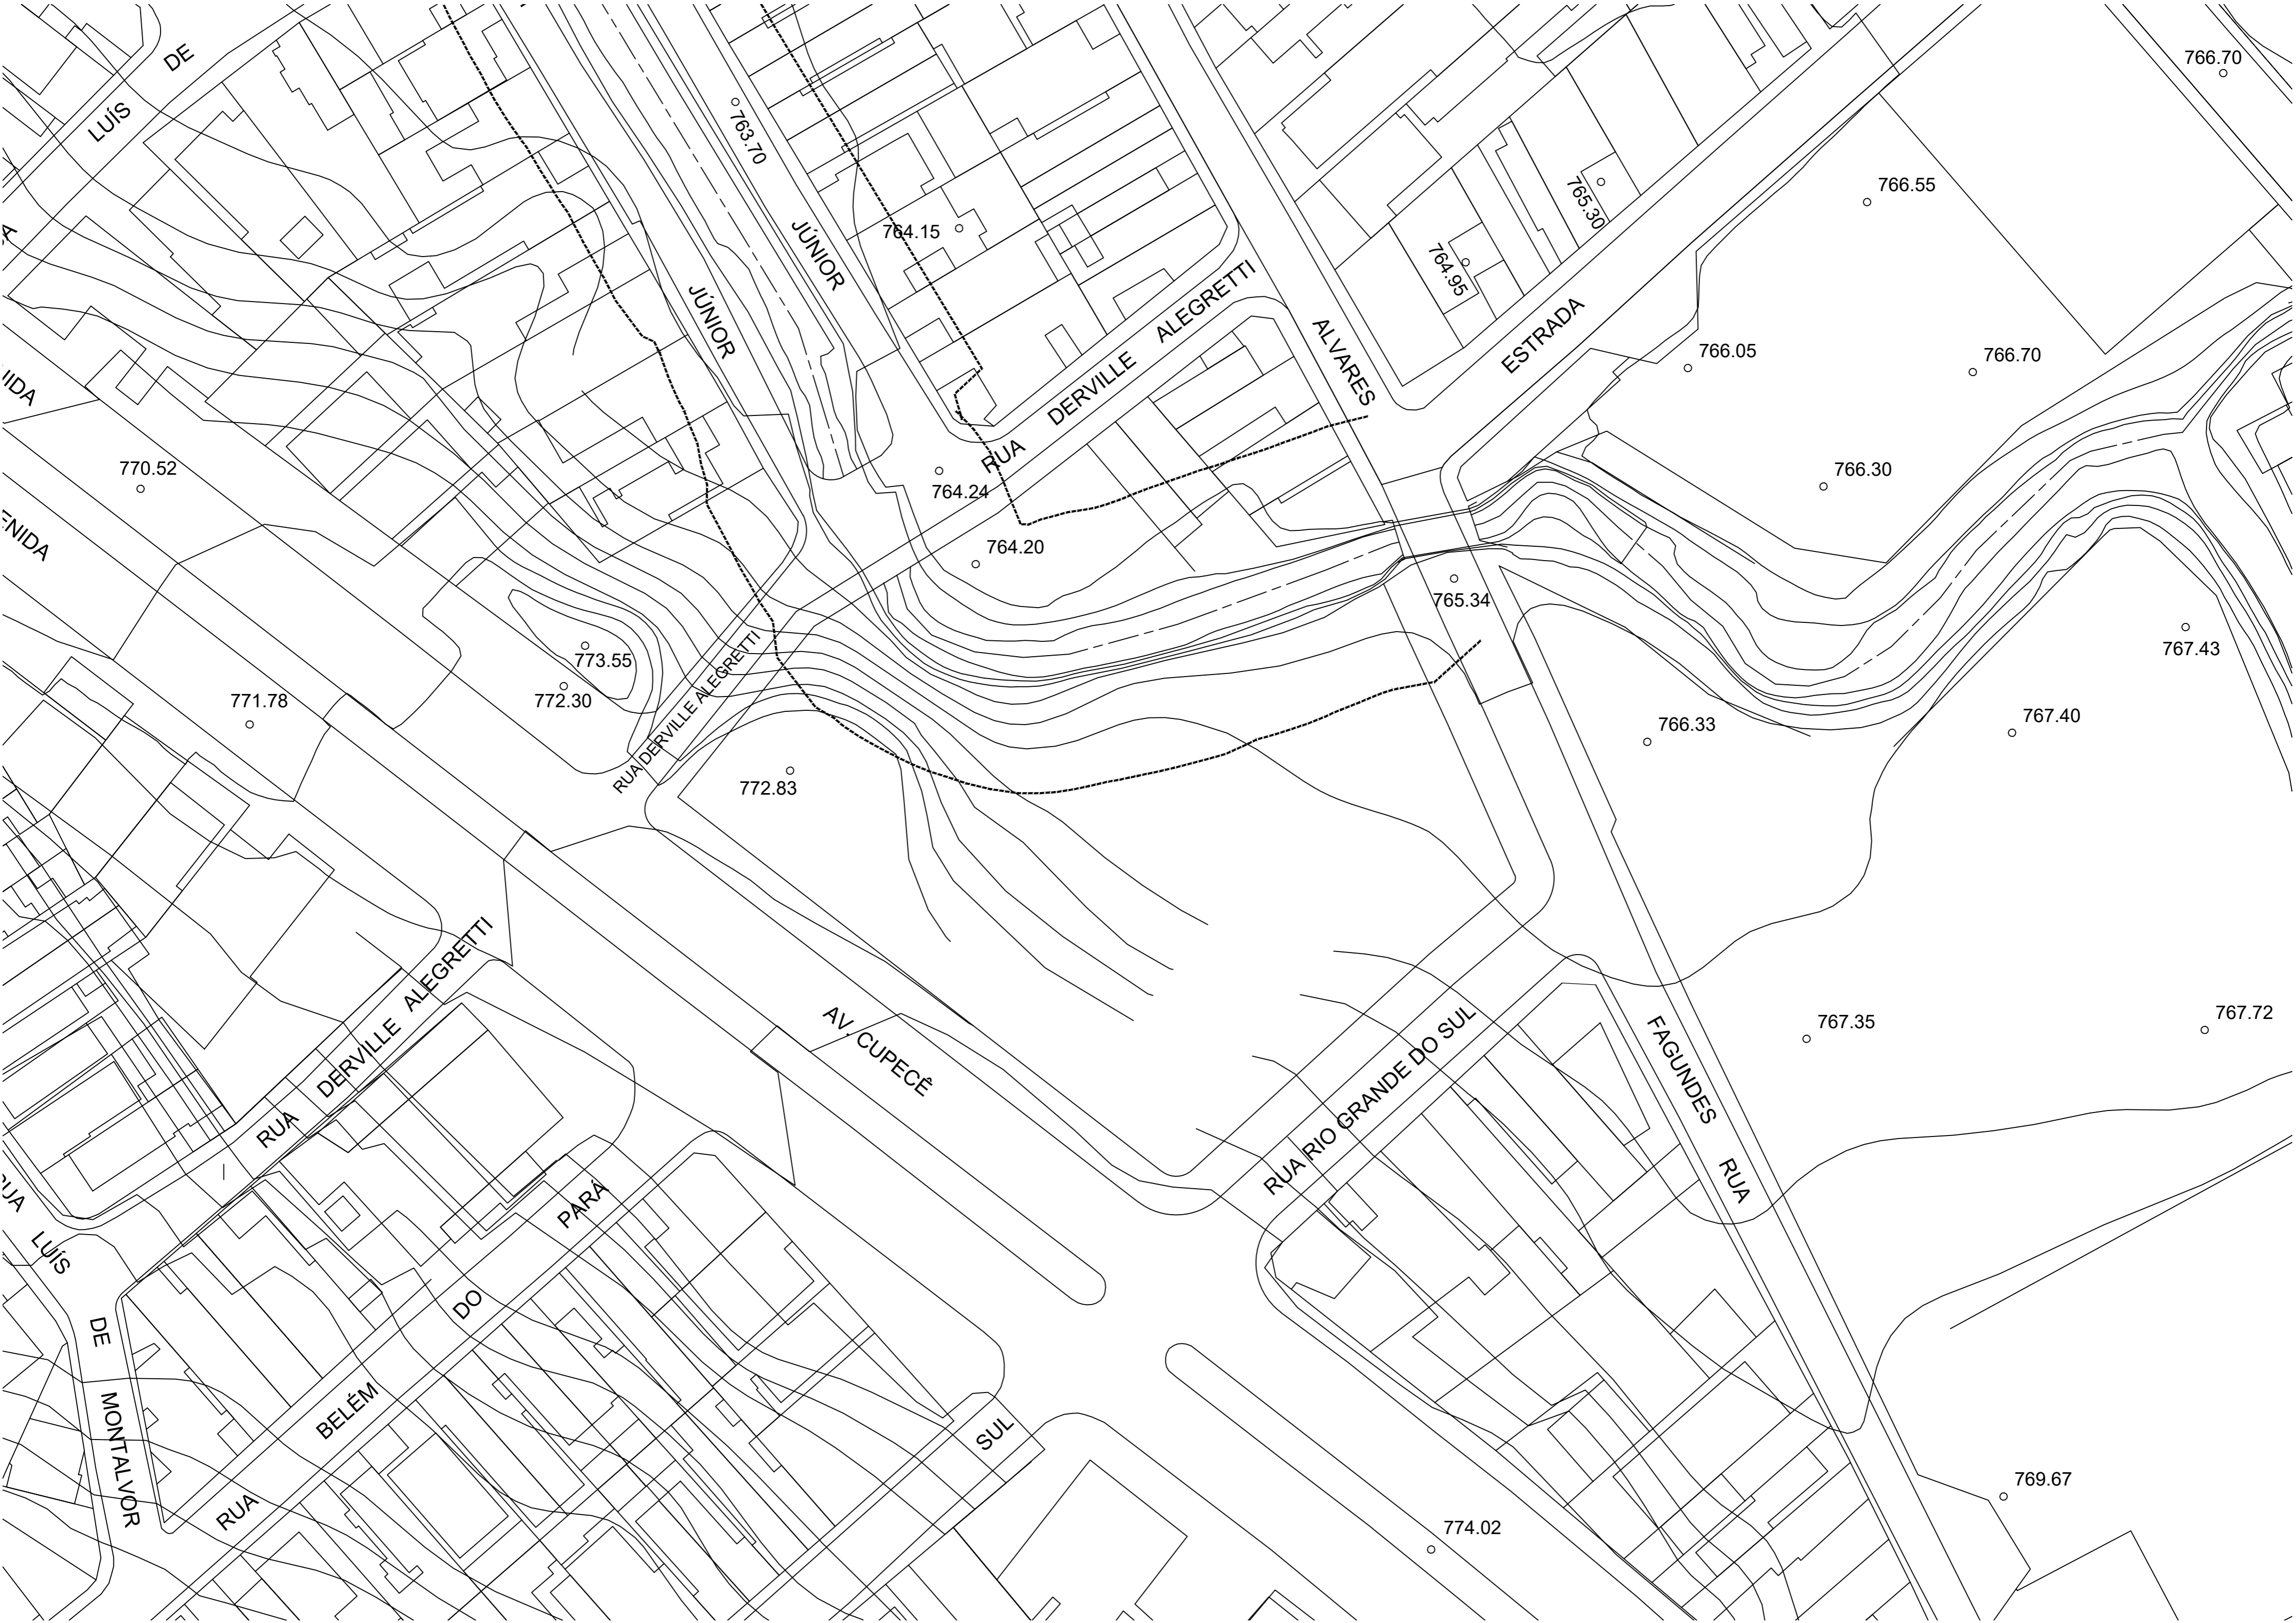 DE
LUÍS
766.70
763.70
JÚNIOR
764.15
765.30
764.95
766.55
JÚNIOR
RUA DERVILLE ALEGRETTI
ALVARES
ESTRADA
766.05
766.70
770.52
764.24
766.30
764.20
765.34
767.43
773.55
772.30
RUA DERVILLE ALEGRETTI
771.78
766.33
767.40
772.83
RUA DERVILLE ALEGRETTI
AV. CUPECÊ
RUA RIO GRANDE DO SUL
FAGUNDES
RUA
767.35
767.72
LUÍS
DE
MONTALVOR
RUA BELÉM DO PARÁ
SUL
774.02
769.67